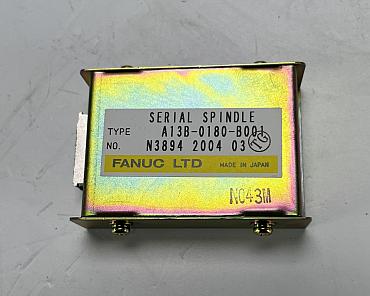 SERIAL SPINDLE
TYPE A13B-0180-B001
NO. N3894 2004 03
FANUC LTD MADE IN JAPAN
NC43M